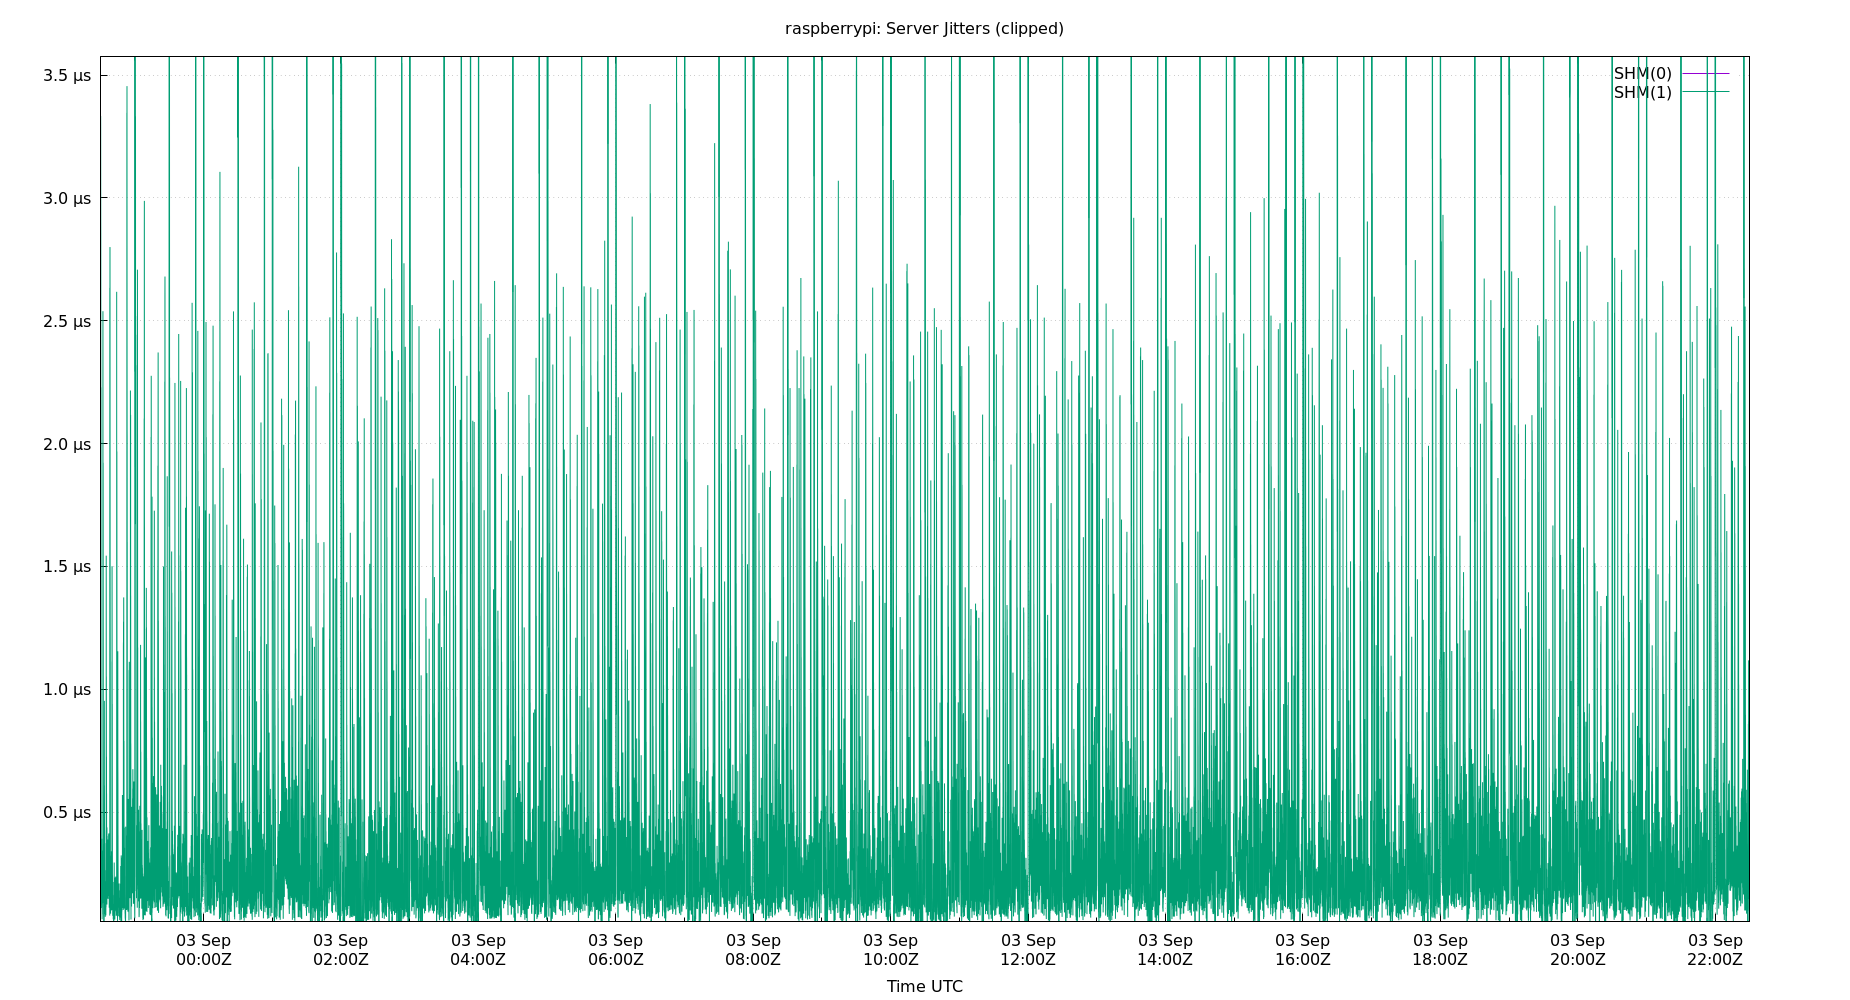 raspberrypi: Server Jitters (clipped)
3.5 µs
3.0 µs
2.5 µs
2.0 µs
1.5 µs
1.0 µs
0.5 µs
SHM(0)
SHM(1)
03 Sep
00:00Z
03 Sep
02:00Z
03 Sep
04:00Z
03 Sep
06:00Z
03 Sep
08:00Z
03 Sep
10:00Z
03 Sep
12:00Z
03 Sep
14:00Z
03 Sep
16:00Z
03 Sep
18:00Z
03 Sep
20:00Z
03 Sep
22:00Z
Time UTC